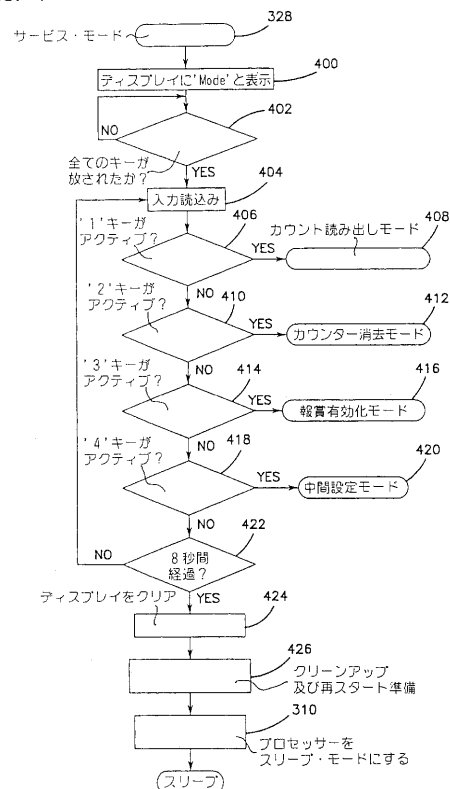 328
サービス・モード
400
ディスプレイに'Mode'と表示
402
NO
全てのキーが
放されたか？
YES
404
入力読込み
406
'1'キーが
アクティブ？
カウント読み出しモード
408
YES
NO
410
'2'キーが
アクティブ？
412
YES
カウンター消去モード
NO
'3'キーが
アクティブ？
414
416
YES
報賞有効化モード
NO
'4'キーが
アクティブ？
418
420
YES
中間設定モード
NO
422
NO
8秒間
経過？
ディスプレイをクリア
YES
424
426
クリーンアップ
及び再スタート準備
310
プロセッサーを
スリープ・モードにする
スリープ